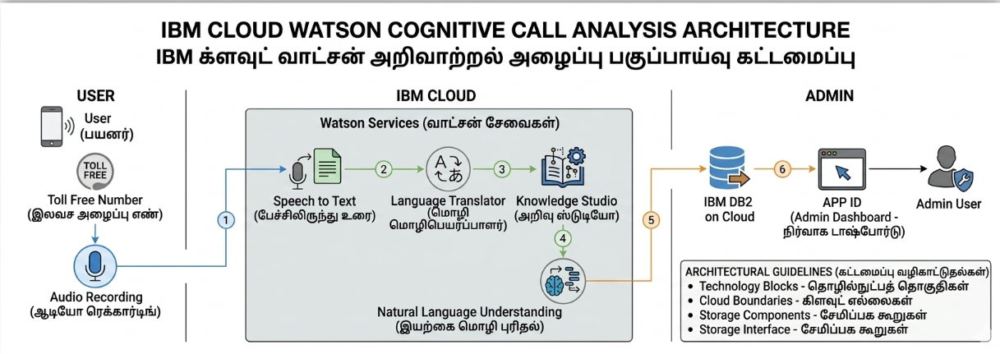 IBM CLOUD WATSON COGNITIVE CALL ANALYSIS ARCHITECTURE
IBM க்ளவுட் வாட்சன் அறிவாற்றல் அழைப்பு பகுப்பாய்வு கட்டமைப்பு
USER
User
(பயனர்)
TOLL
FREE
Toll Free Number
(இலவச அழைப்பு எண்)
Audio Recording
(ஆடியோ ரெக்கார்டிங்)
1
IBM CLOUD
Watson Services (வாட்சன் சேவைகள்)
Speech to Text
(பேச்சிலிருந்து உரை)
2
A あ
Language Translator
(மொழி
மொழிபெயர்ப்பாளர்)
3
Knowledge Studio
(அறிவு ஸ்டுடியோ)
4
Natural Language Understanding
(இயற்கை மொழி புரிதல்)
5
ADMIN
IBM DB2
on Cloud
6
APP ID
(Admin Dashboard -
நிர்வாக டாஷ்போர்டு)
Admin User
ARCHITECTURAL GUIDELINES (கட்டமைப்பு வழிகாட்டுதல்கள்)
• Technology Blocks - தொழில்நுட்பத் தொகுதிகள்
• Cloud Boundaries - கிளவுட் எல்லைகள்
• Storage Components - சேமிப்பக கூறுகள்
• Storage Interface - சேமிப்பக கூறுகள்